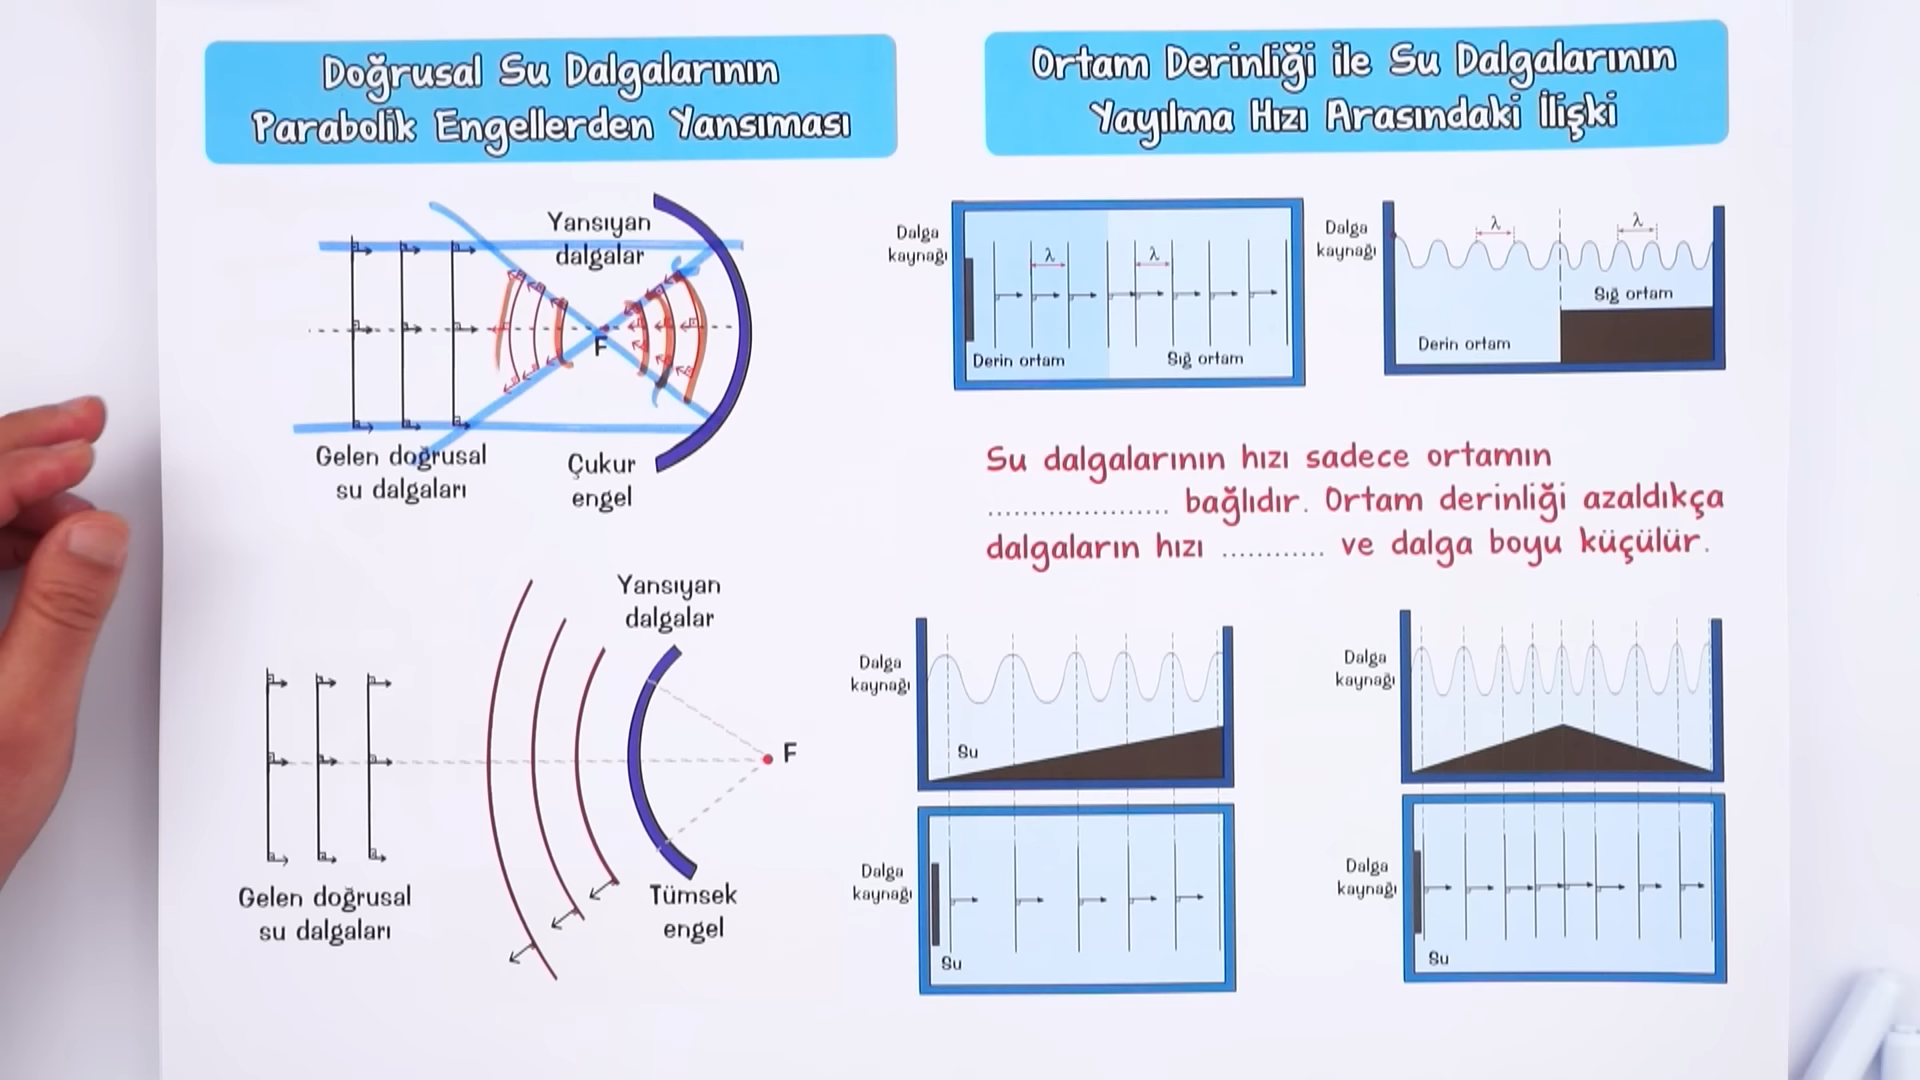 Doğrusal Su Dalgalarının
Parabolik Engellerden Yansıması
Yansıyan
dalgalar
F
Gelen doğrusal
su dalgaları
Çukur
engel
Yansıyan
dalgalar
F
Gelen doğrusal
su dalgaları
Tümsek
engel
Ortam Derinliği ile Su Dalgalarının
Yayılma Hızı Arasındaki İlişki
Dalga
kaynağı
λ
λ
Derin ortam
Sığ ortam
Dalga
kaynağı
λ
λ
Sığ ortam
Derin ortam
Su dalgalarının hızı sadece ortamın
..................... bağlıdır. Ortam derinliği azaldıkça
dalgaların hızı ............ ve dalga boyu küçülür.
Dalga
kaynağı
Su
Dalga
kaynağı
Dalga
kaynağı
Su
Dalga
kaynağı
Su